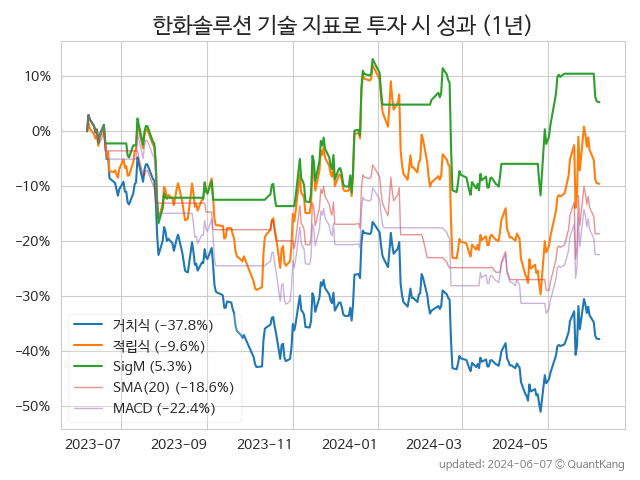 한화솔루션 기술 지표로 투자 시 성과 (1년)
10%
0%
−10%
−20%
−30%
−40%
−50%
거치식 (−37.8%)
적립식 (−9.6%)
SigM (5.3%)
SMA(20) (−18.6%)
MACD (−22.4%)
2023−07
2023−09
2023−11
2024−01
2024−03
2024−05
updated: 2024-06-07 © QuantKang